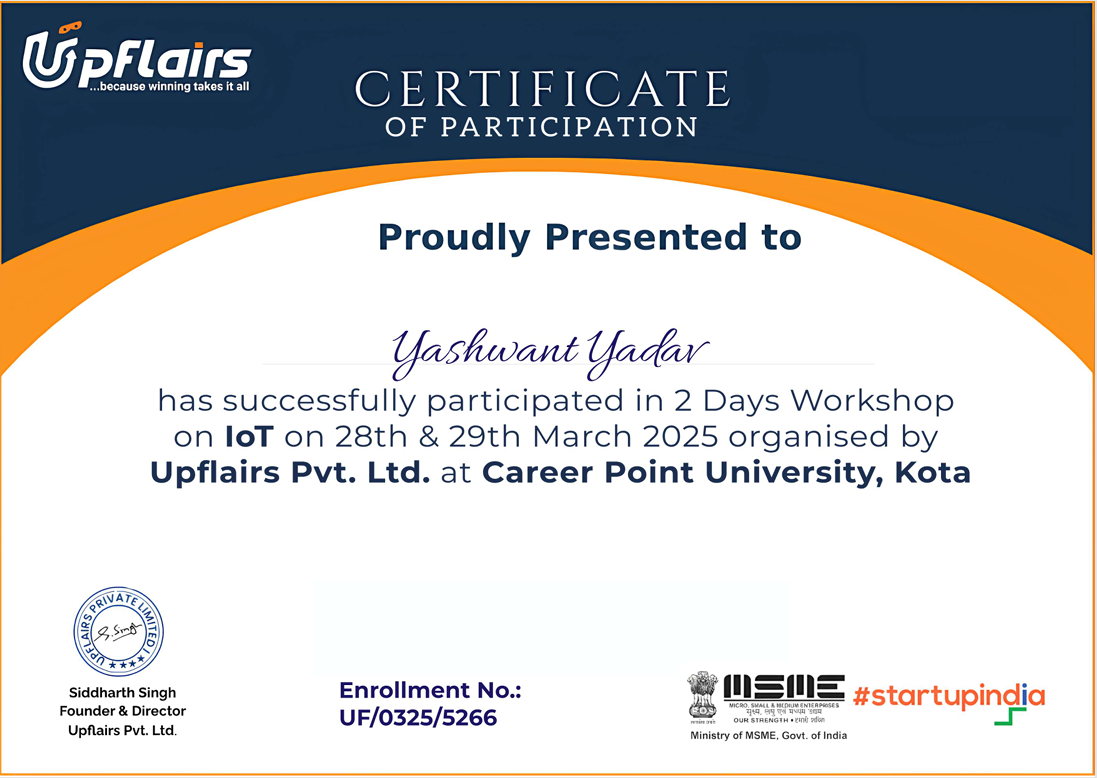 Upflairs
...because winning takes it all
CERTIFICATE
OF PARTICIPATION
Proudly Presented to
Yashwant Yadav
has successfully participated in 2 Days Workshop
on IoT on 28th & 29th March 2025 organised by
Upflairs Pvt. Ltd. at Career Point University, Kota
UPFLAIRS PRIVATE LIMITED
S. Singh
Siddharth Singh
Founder & Director
Upflairs Pvt. Ltd.
Enrollment No.:
UF/0325/5266
MSME
MICRO, SMALL & MEDIUM ENTERPRISES
सूक्ष्म, लघु एवं मध्यम उद्यम
OUR STRENGTH • हमारी शक्ति
Ministry of MSME, Govt. of India
#startupindia